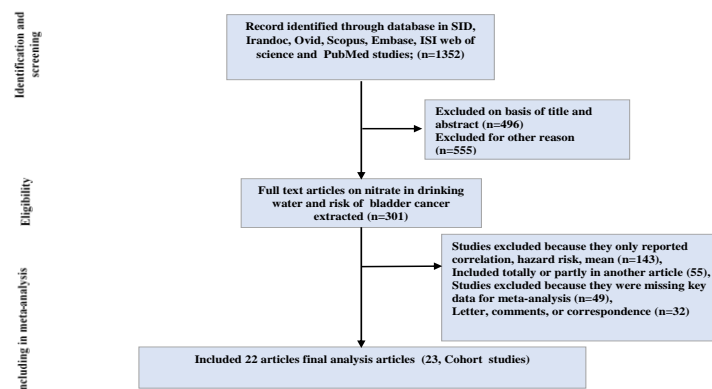 Identification and
screening
Record identified through database in SID,
Irandoc, Ovid, Scopus, Embase, ISI web of
science and PubMed studies; (n=1352)
Excluded on basis of title and
abstract (n=496)
Excluded for other reason
(n=555)
Eligibility
Full text articles on nitrate in drinking
water and risk of bladder cancer
extracted (n=301)
Studies excluded because they only reported
correlation, hazard risk, mean (n=143),
Included totally or partly in another article (55),
Studies excluded because they were missing key
data for meta-analysis (n=49),
Letter, comments, or correspondence (n=32)
ncluding in meta-analysis
Included 22 articles final analysis articles (23, Cohort studies)